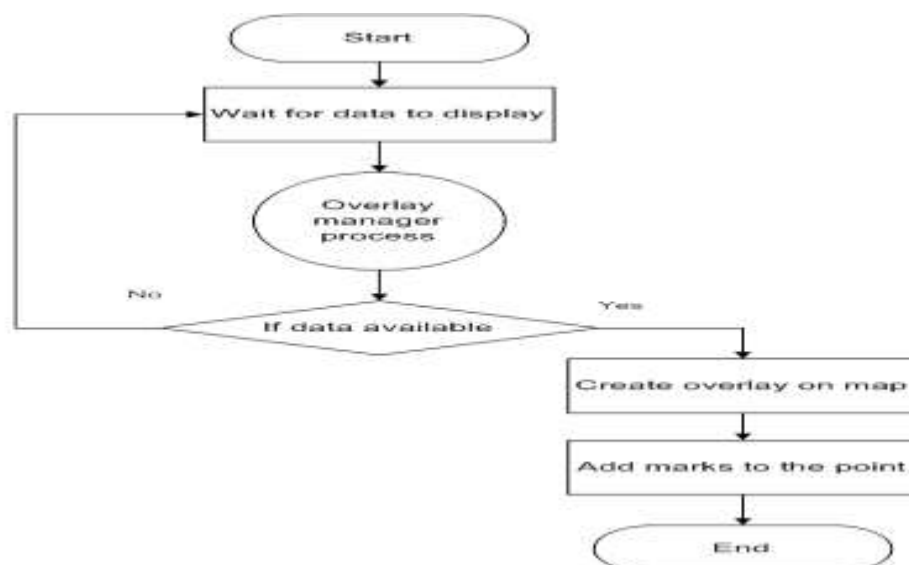 Start
Wait for data to display
Overlay
manager
process
No
If data available
Yes
Create overlay on map
Add marks to the point
End